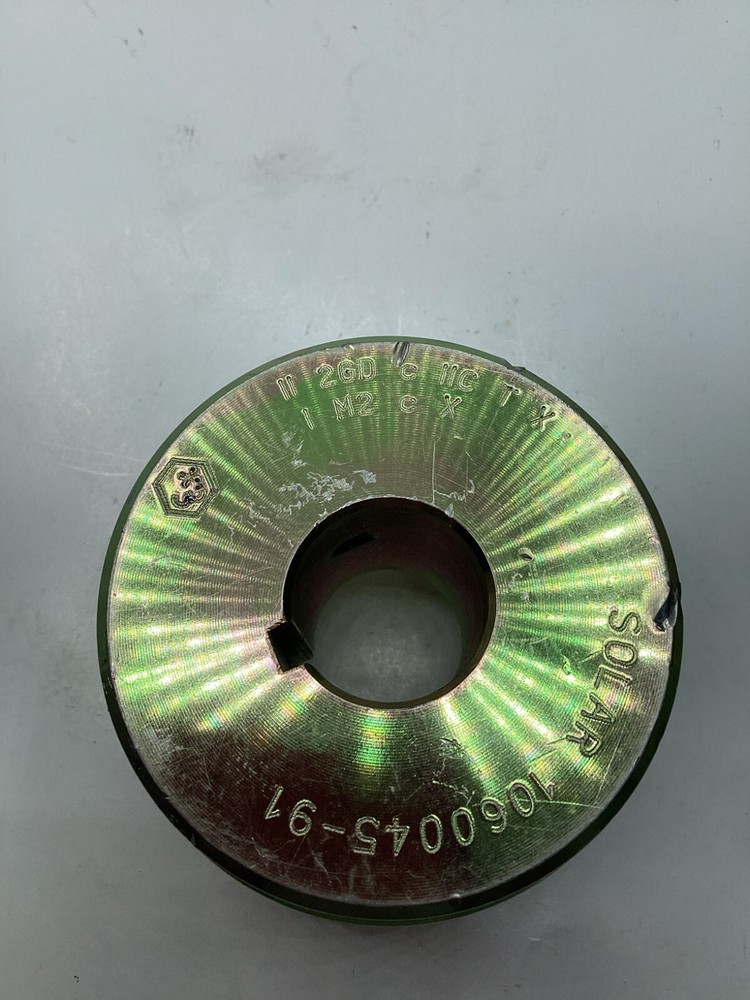 II 2GD c IIC T X
I M2 c X
SOLAR 1060045-91